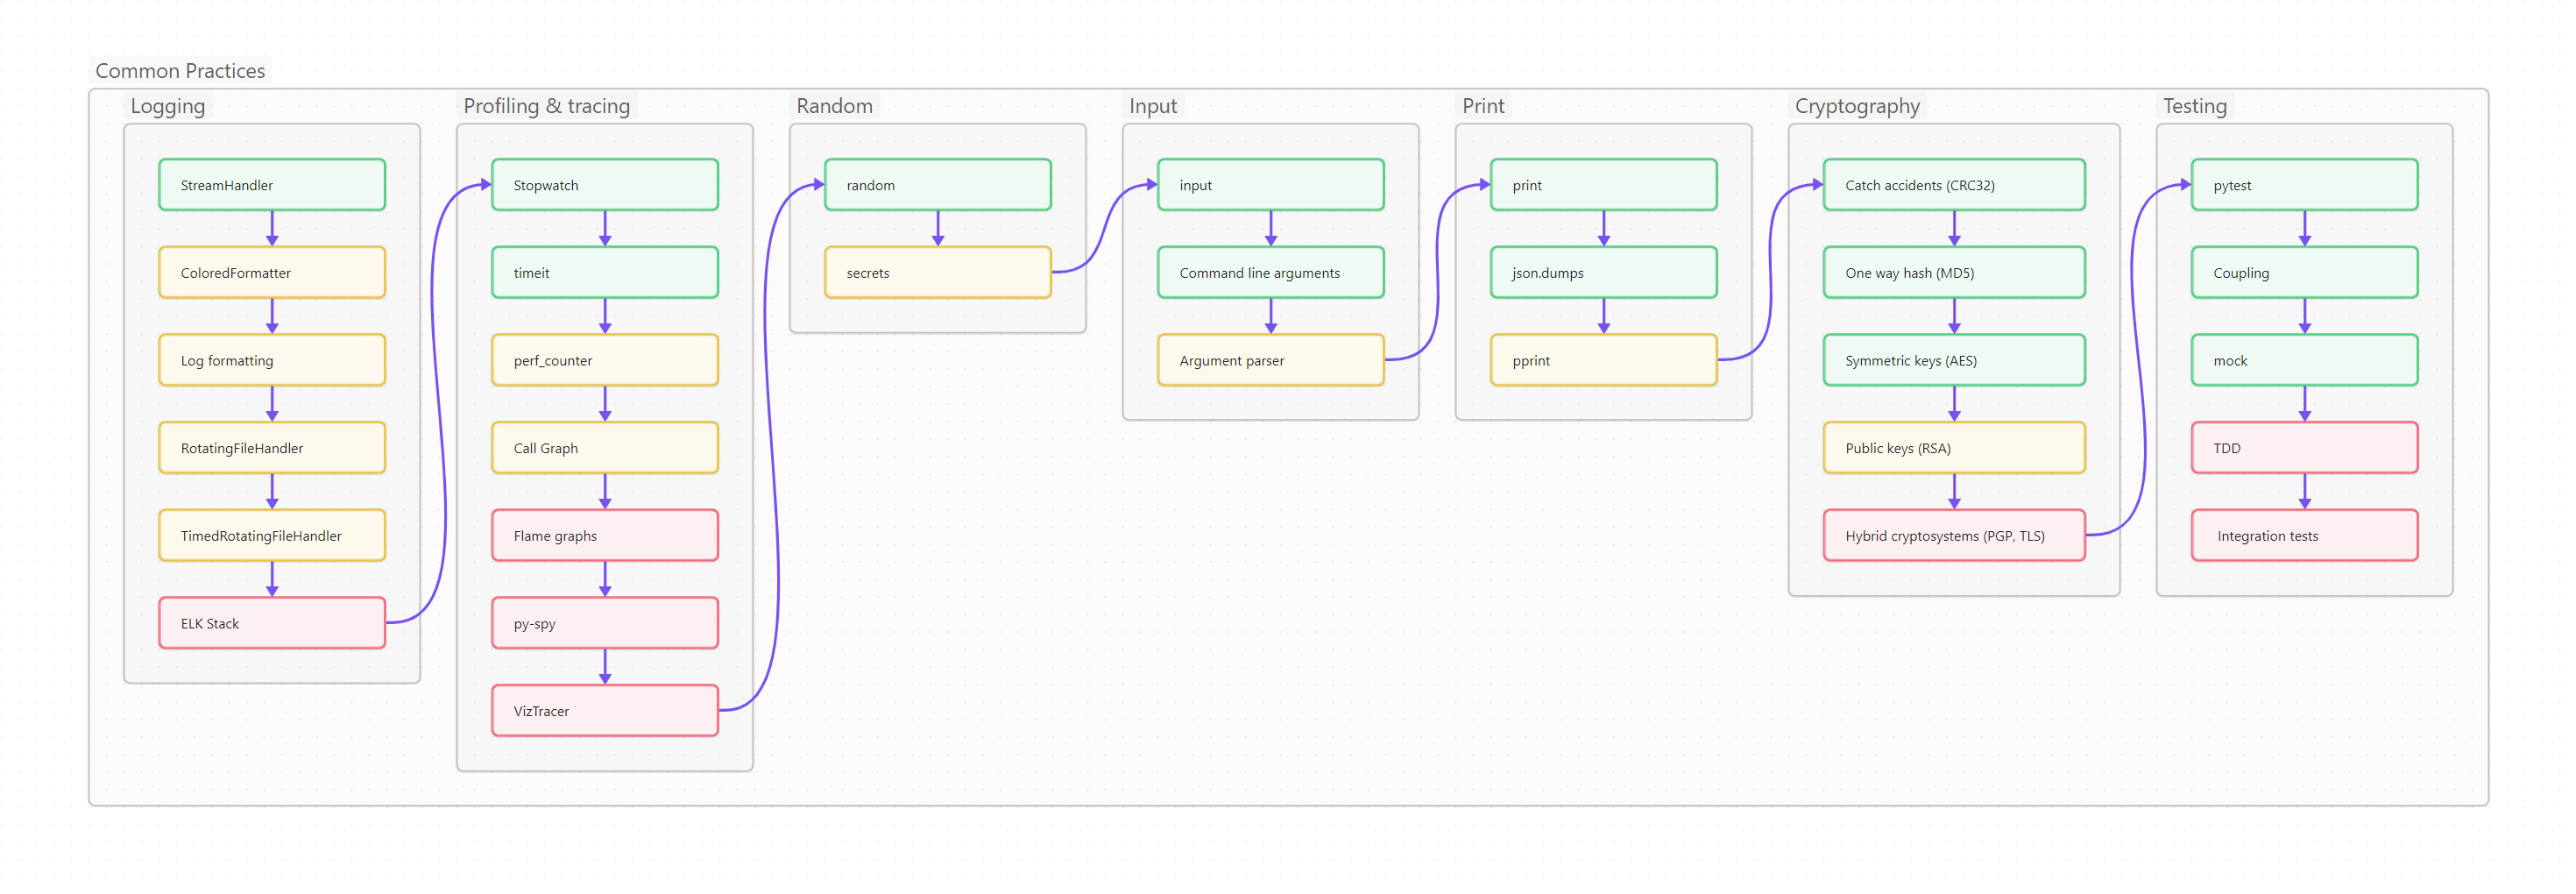 Common Practices
Logging
StreamHandler
ColoredFormatter
Log formatting
RotatingFileHandler
TimedRotatingFileHandler
ELK Stack
Profiling & tracing
Stopwatch
timeit
perf_counter
Call Graph
Flame graphs
py-spy
VizTracer
Random
random
secrets
Input
input
Command line arguments
Argument parser
Print
print
json.dumps
pprint
Cryptography
Catch accidents (CRC32)
One way hash (MD5)
Symmetric keys (AES)
Public keys (RSA)
Hybrid cryptosystems (PGP, TLS)
Testing
pytest
Coupling
mock
TDD
Integration tests